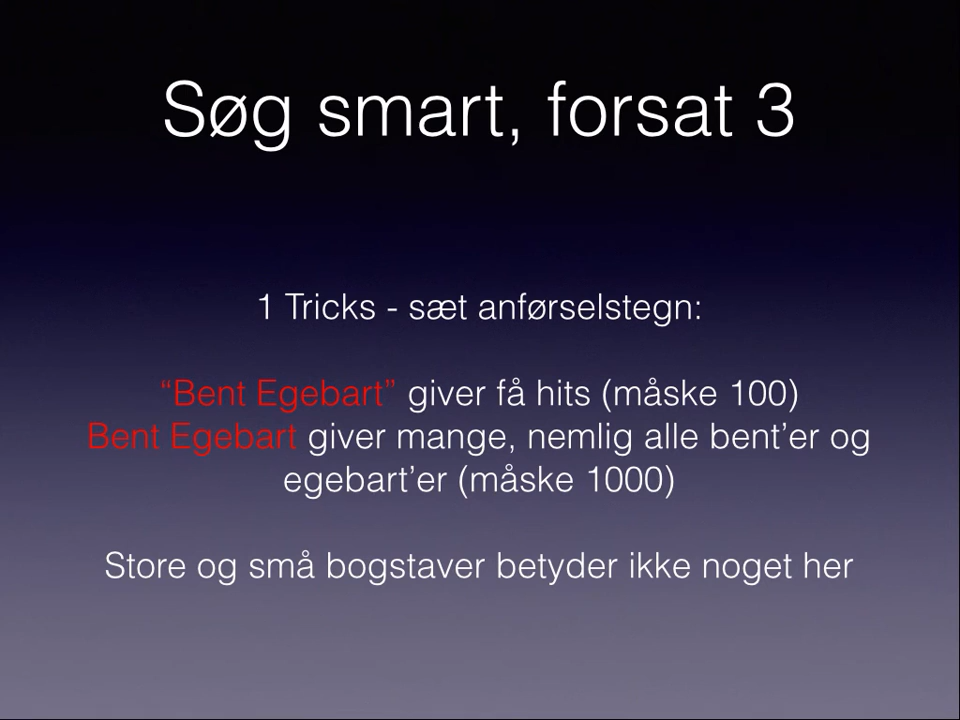 Søg smart, forsat 3
1 Tricks - sæt anførselstegn:
“Bent Egebart” giver få hits (måske 100)
Bent Egebart giver mange, nemlig alle bent’er og
egebart’er (måske 1000)
Store og små bogstaver betyder ikke noget her